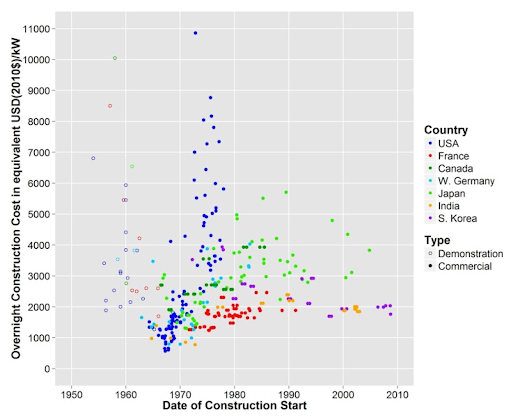 Overnight Construction Cost in equivalent USD(2010$)/kW
11000
10000
9000
8000
7000
6000
5000
4000
3000
2000
1000
0
1950 1960 1970 1980 1990 2000 2010
Date of Construction Start
Country
USA
France
Canada
W. Germany
Japan
India
S. Korea
Type
Demonstration
Commercial